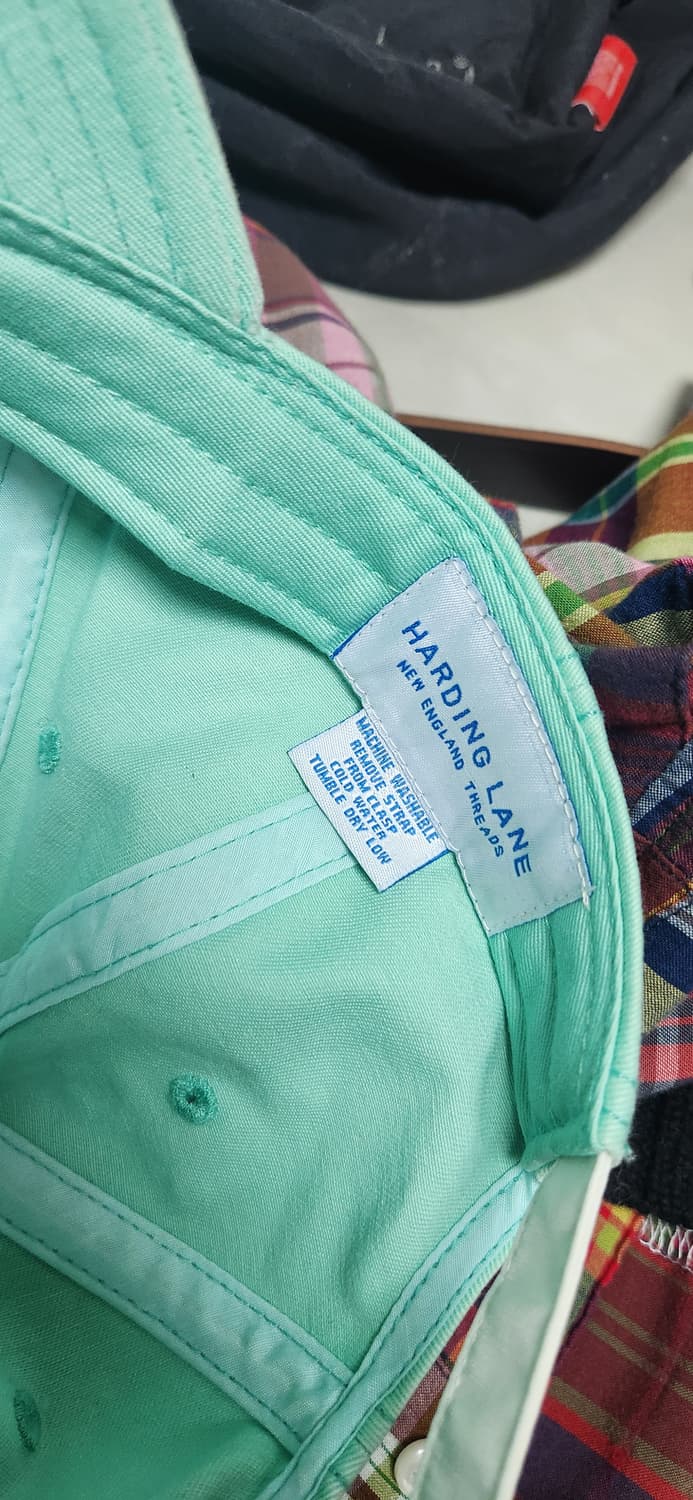 HARDING LANE
NEW ENGLAND THREADS
MACHINE WASHABLE
REMOVE STRAP
FROM CLASP
COLD WATER
TUMBLE DRY LOW